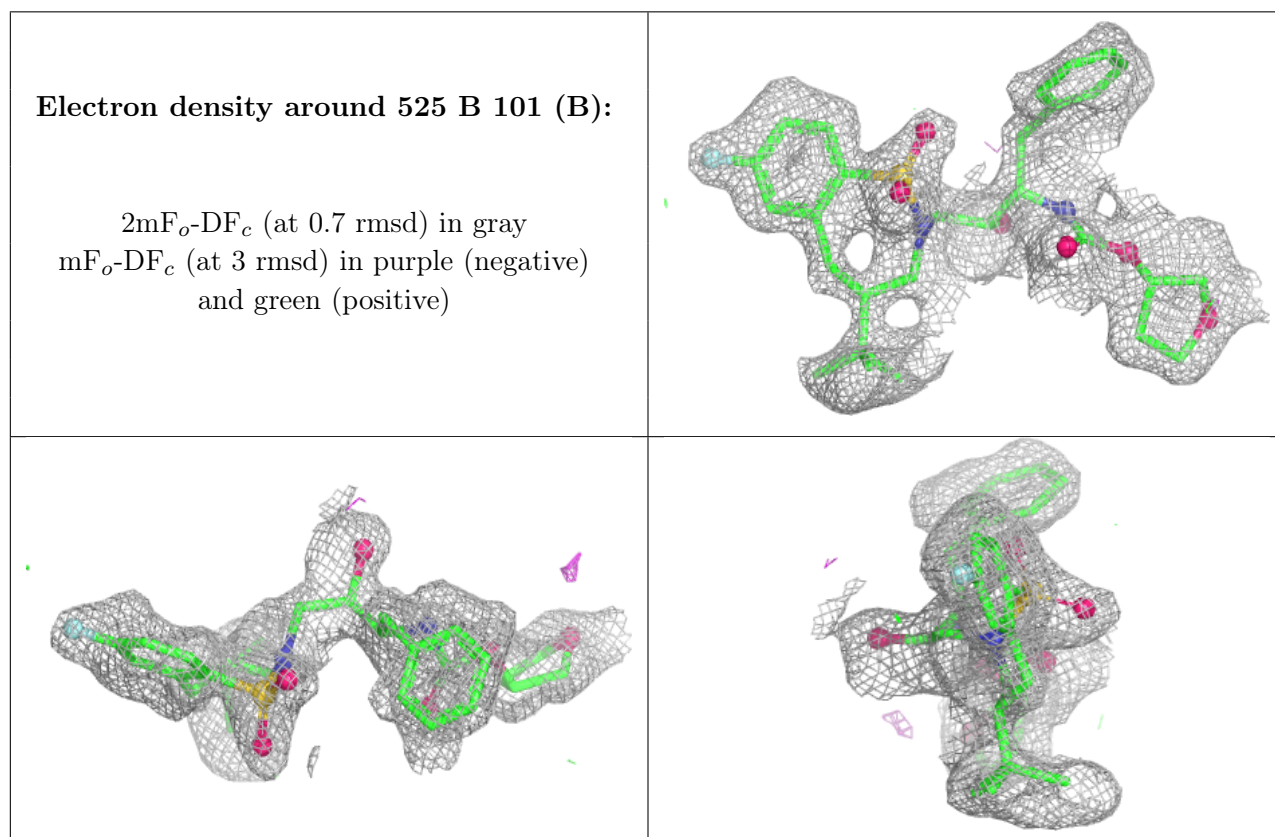 Electron density around 525 B 101 (B):
2mFₒ-DF𝒸 (at 0.7 rmsd) in gray
mFₒ-DF𝒸 (at 3 rmsd) in purple (negative)
and green (positive)